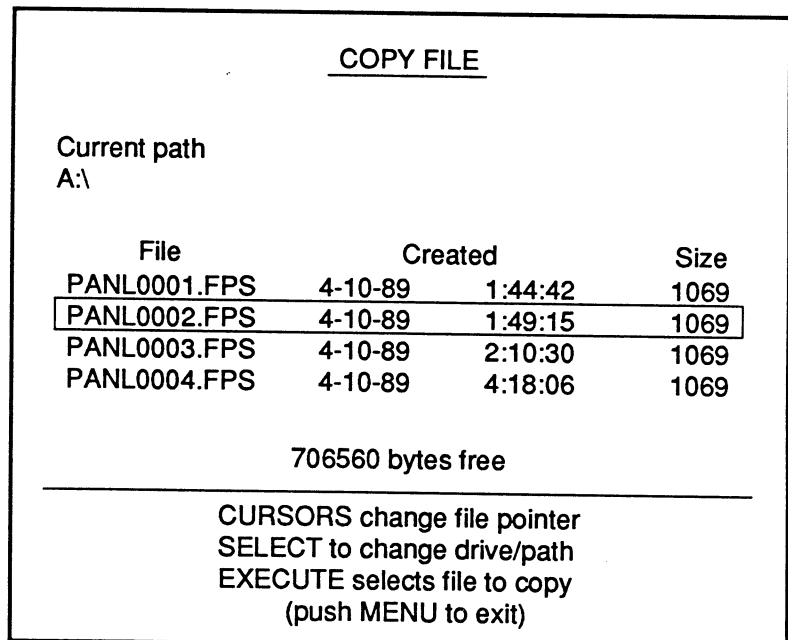 COPY FILE
Current path
A:\
File Created Size
PANL0001.FPS 4-10-89 1:44:42 1069
PANL0002.FPS 4-10-89 1:49:15 1069
PANL0003.FPS 4-10-89 2:10:30 1069
PANL0004.FPS 4-10-89 4:18:06 1069
706560 bytes free
CURSORS change file pointer
SELECT to change drive/path
EXECUTE selects file to copy
(push MENU to exit)